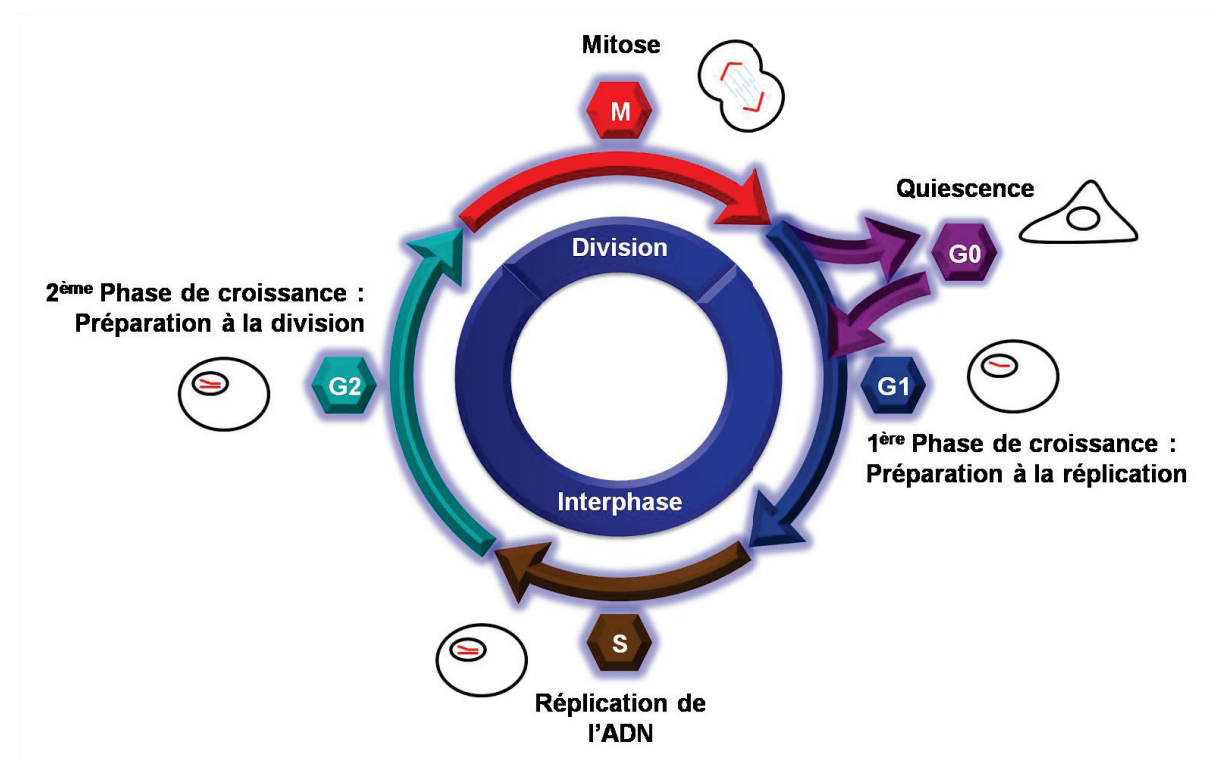 Mitose
M
Quiescence
G0
Division
2ème Phase de croissance :
Préparation à la division
G2
G1
1ère Phase de croissance :
Préparation à la réplication
Interphase
S
Réplication de
l'ADN